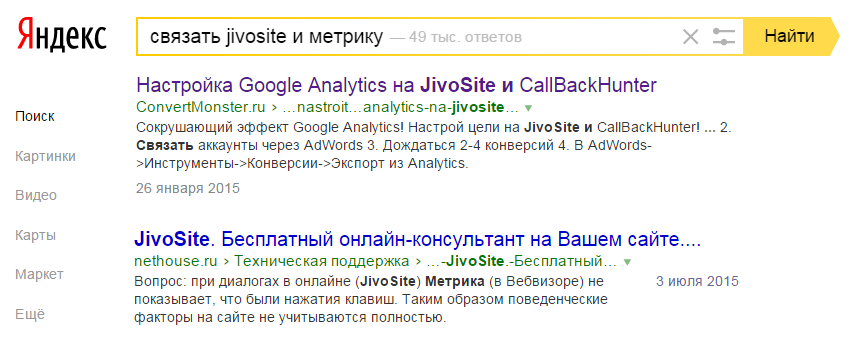 Яндекс
связать jivosite и метрику — 49 тыс. ответов
Найти
Поиск
Картинки
Видео
Карты
Маркет
Ещё
Настройка Google Analytics на JivoSite и CallBackHunter
ConvertMonster.ru › ...nastroit...analytics-na-jivosite...
Сокрушающий эффект Google Analytics! Настрой цели на JivoSite и CallBackHunter! ... 2.
Связать аккаунты через AdWords 3. Дождаться 2-4 конверсий 4. В AdWords-
>Инструменты->Конверсии->Экспорт из Analytics.
26 января 2015
JivoSite. Бесплатный онлайн-консультант на Вашем сайте....
nethouse.ru › Техническая поддержка › ...-JivoSite.-Бесплатный...
Вопрос: при диалогах в онлайне (JivoSite) Метрика (в Вебвизоре) не
показывает, что были нажатия клавиш. Таким образом поведенческие
факторы на сайте не учитываются полностью.
3 июля 2015